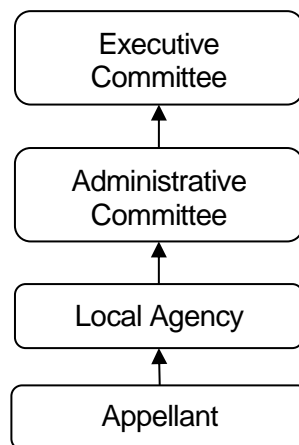 Executive
Committee
Administrative
Committee
Local Agency
Appellant